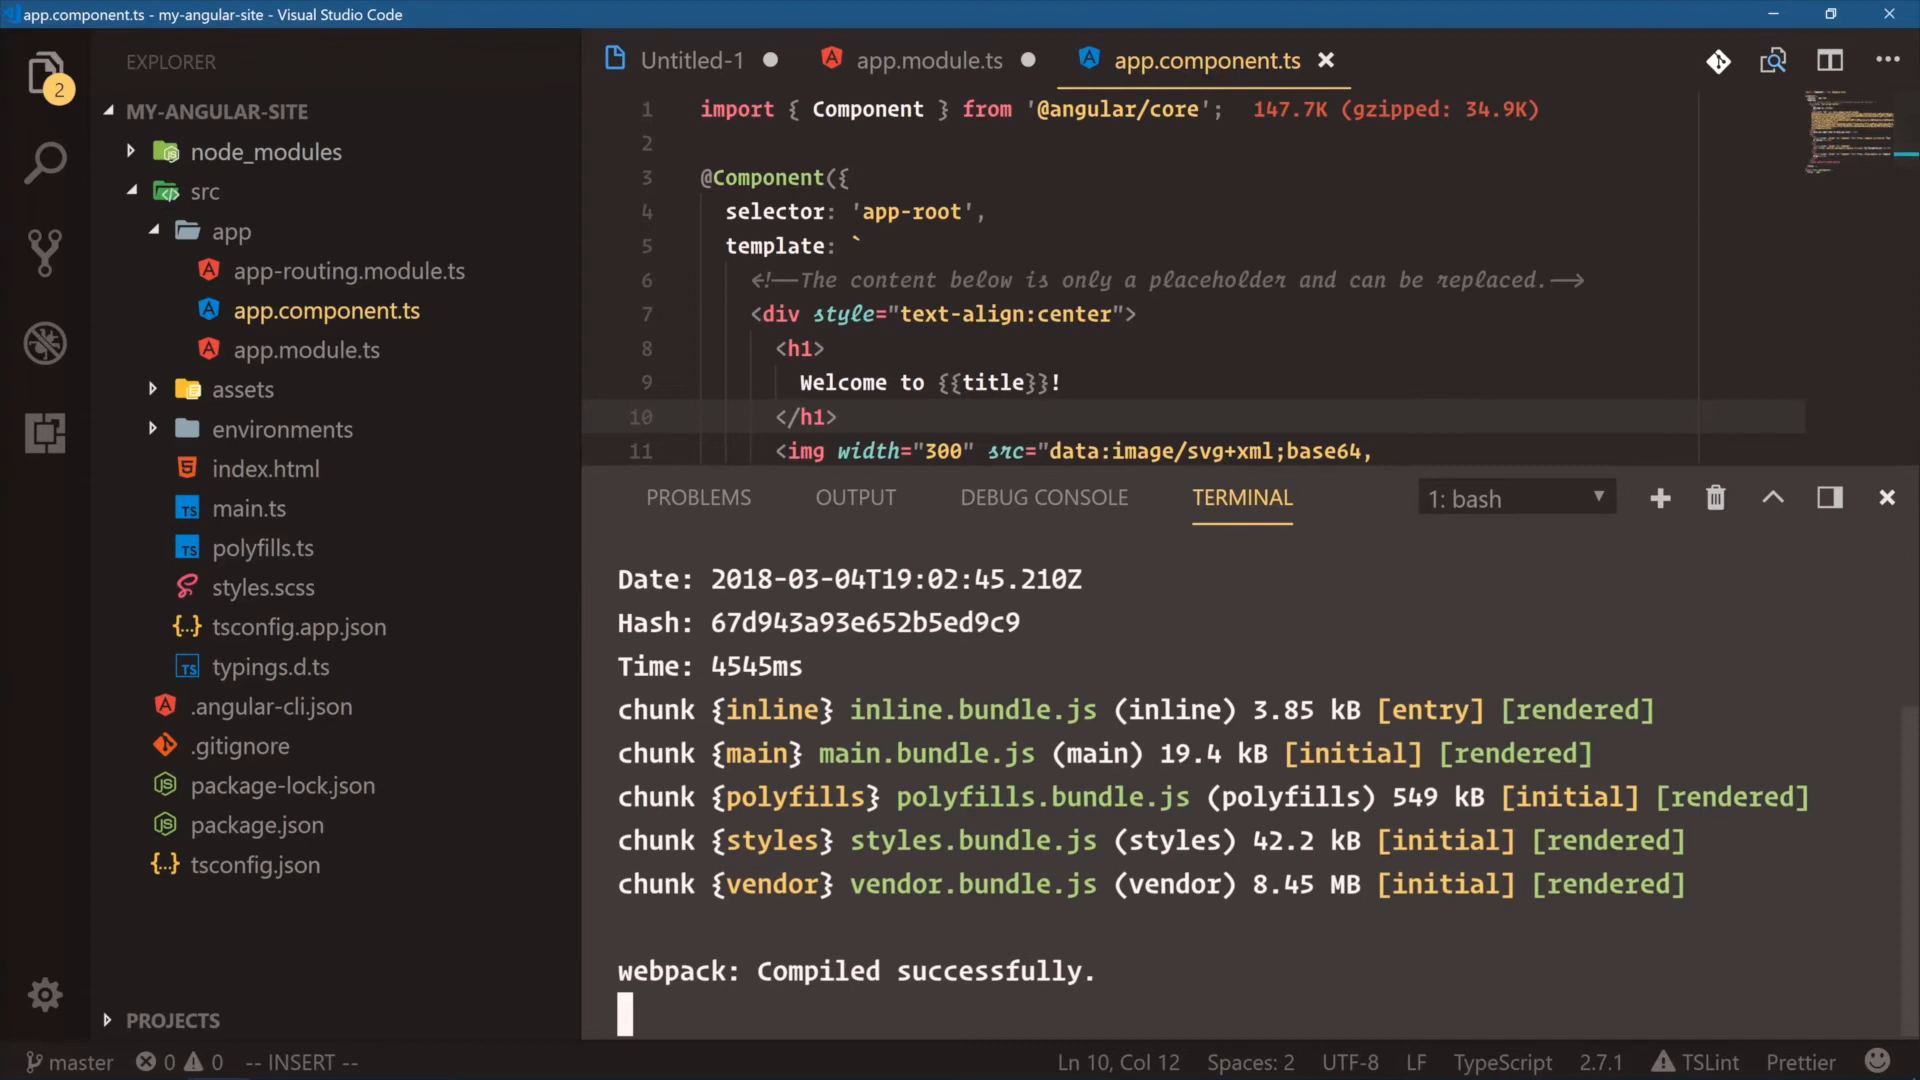 app.component.ts - my-angular-site - Visual Studio Code
2
EXPLORER
MY-ANGULAR-SITE
node_modules
src
app
app-routing.module.ts
app.component.ts
app.module.ts
assets
environments
index.html
main.ts
polyfills.ts
styles.scss
tsconfig.app.json
typings.d.ts
.angular-cli.json
.gitignore
package-lock.json
package.json
tsconfig.json
PROJECTS
Untitled-1
app.module.ts
app.component.ts
1 import { Component } from '@angular/core'; 147.7K (gzipped: 34.9K)
2
3 @Component({
4 selector: 'app-root',
5 template: `
6 <!--The content below is only a placeholder and can be replaced.-->
7 <div style="text-align:center">
8 <h1>
9 Welcome to {{title}}!
10 </h1>
11 <img width="300" src="data:image/svg+xml;base64,
PROBLEMS OUTPUT DEBUG CONSOLE TERMINAL 1: bash
Date: 2018-03-04T19:02:45.210Z
Hash: 67d943a93e652b5ed9c9
Time: 4545ms
chunk {inline} inline.bundle.js (inline) 3.85 kB [entry] [rendered]
chunk {main} main.bundle.js (main) 19.4 kB [initial] [rendered]
chunk {polyfills} polyfills.bundle.js (polyfills) 549 kB [initial] [rendered]
chunk {styles} styles.bundle.js (styles) 42.2 kB [initial] [rendered]
chunk {vendor} vendor.bundle.js (vendor) 8.45 MB [initial] [rendered]
webpack: Compiled successfully.
master 0 0 -- INSERT -- Ln 10, Col 12 Spaces: 2 UTF-8 LF TypeScript 2.7.1 TSLint Prettier